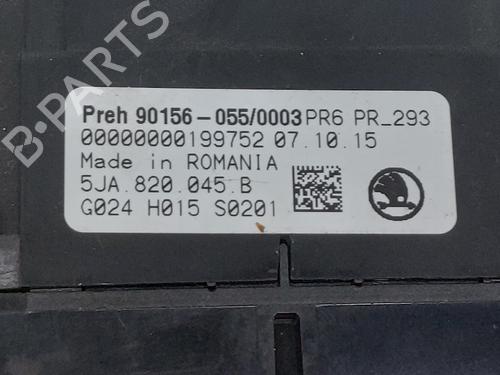 B-PARTS
Preh 90156-055/0003 PR6 PR_293
00000000199752 07.10.15
Made in ROMANIA
5JA.820.045.B
G024 H015 S0201